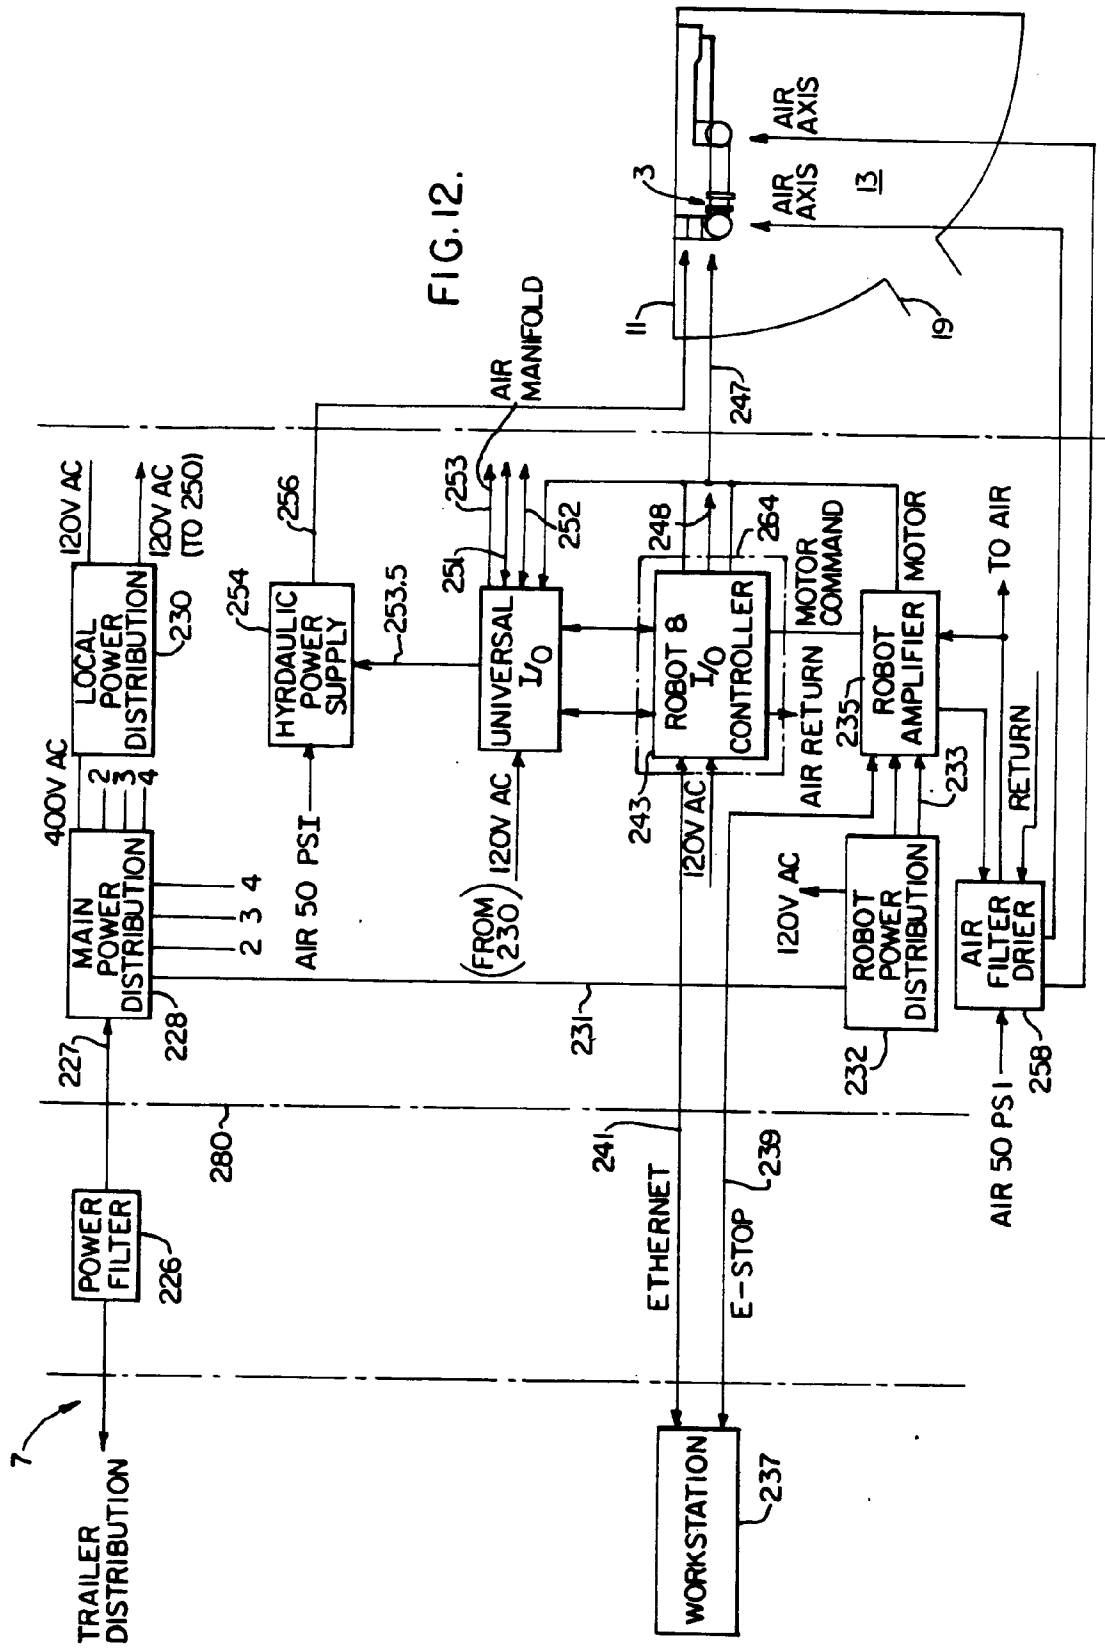 FIG.12.
7
TRAILER
DISTRIBUTION
POWER
FILTER
226
280
227
MAIN
POWER
DISTRIBUTION
228
400V AC
2
3
4
2
3
4
LOCAL
POWER
DISTRIBUTION
230
120V AC
120V AC
(TO 250)
AIR 50 PSI
HYRDAULIC
POWER
SUPPLY
254
256
253.5
(FROM
230)
120V AC
UNIVERSAL
I/O
251
253
252
AIR
MANIFOLD
231
243
120V AC
ROBOT &
I/O
CONTROLLER
248
264
247
AIR RETURN
MOTOR
COMMAND
ETHERNET
241
E-STOP
239
WORKSTATION
237
120V AC
ROBOT
POWER
DISTRIBUTION
232
233
235
ROBOT
AMPLIFIER
MOTOR
AIR 50 PSI
AIR
FILTER
DRIER
258
RETURN
TO AIR
11
3
AIR
AXIS
AIR
AXIS
13
19